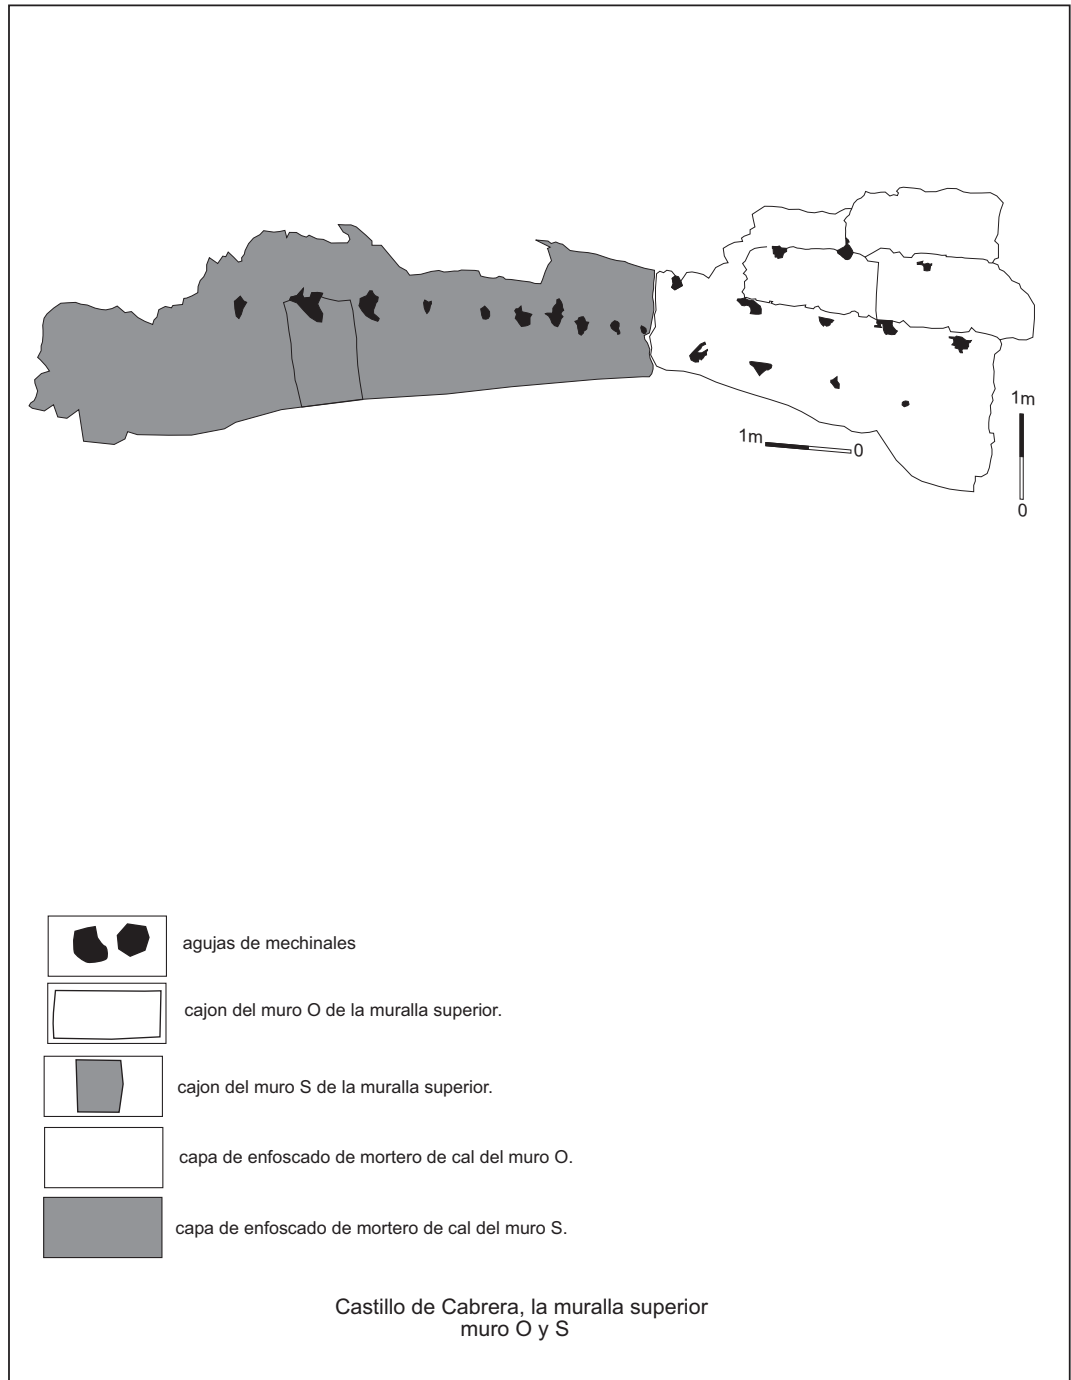 1m
1m
0
0
agujas de mechinales
cajon del muro O de la muralla superior.
cajon del muro S de la muralla superior.
capa de enfoscado de mortero de cal del muro O.
capa de enfoscado de mortero de cal del muro S.
Castillo de Cabrera, la muralla superior
muro O y S